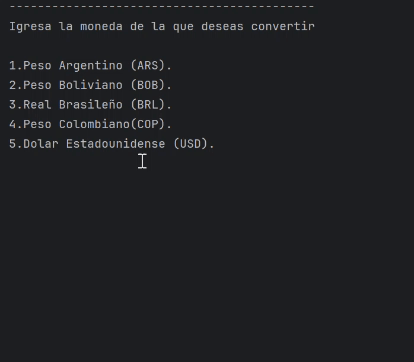 -------------------------------------------
Igresa la moneda de la que deseas convertir
1.Peso Argentino (ARS).
2.Peso Boliviano (BOB).
3.Real Brasileño (BRL).
4.Peso Colombiano(COP).
5.Dolar Estadounidense (USD).